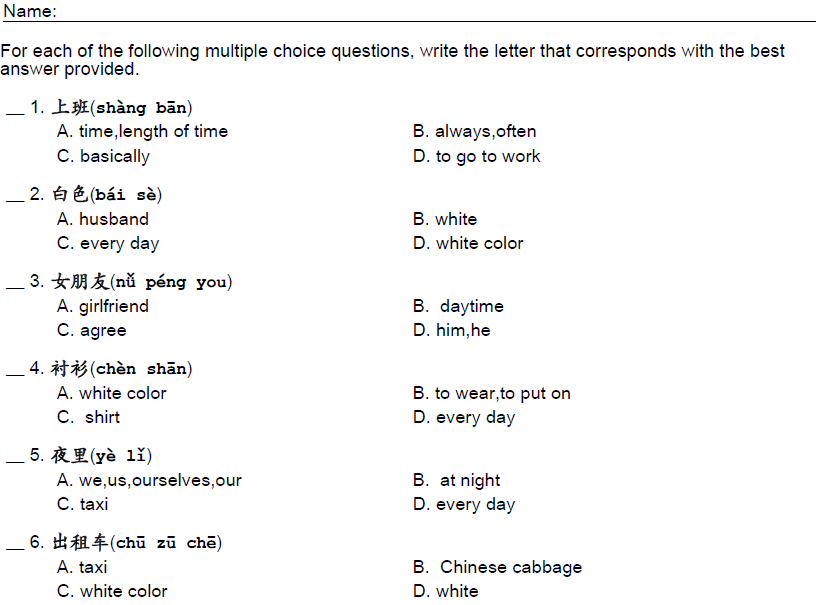 Name:
For each of the following multiple choice questions, write the letter that corresponds with the best
answer provided.
__ 1. 上班(shàng bān)
A. time,length of time B. always,often
C. basically D. to go to work
__ 2. 白色(bái sè)
A. husband B. white
C. every day D. white color
__ 3. 女朋友(nǚ péng you)
A. girlfriend B. daytime
C. agree D. him,he
__ 4. 衬衫(chèn shān)
A. white color B. to wear,to put on
C. shirt D. every day
__ 5. 夜里(yè lǐ)
A. we,us,ourselves,our B. at night
C. taxi D. every day
__ 6. 出租车(chū zū chē)
A. taxi B. Chinese cabbage
C. white color D. white